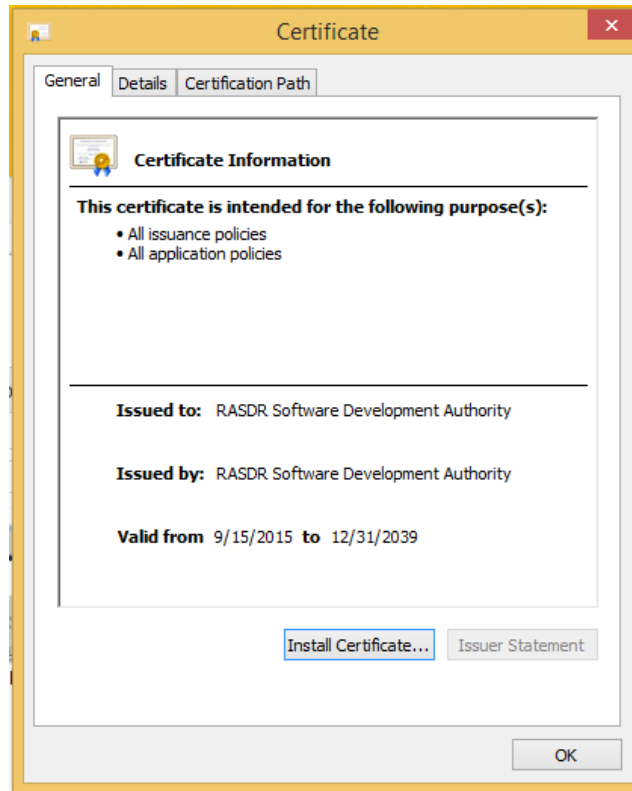 Certificate
General Details Certification Path
Certificate Information
This certificate is intended for the following purpose(s):
• All issuance policies
• All application policies
Issued to: RASDR Software Development Authority
Issued by: RASDR Software Development Authority
Valid from 9/15/2015 to 12/31/2039
Install Certificate... Issuer Statement
OK